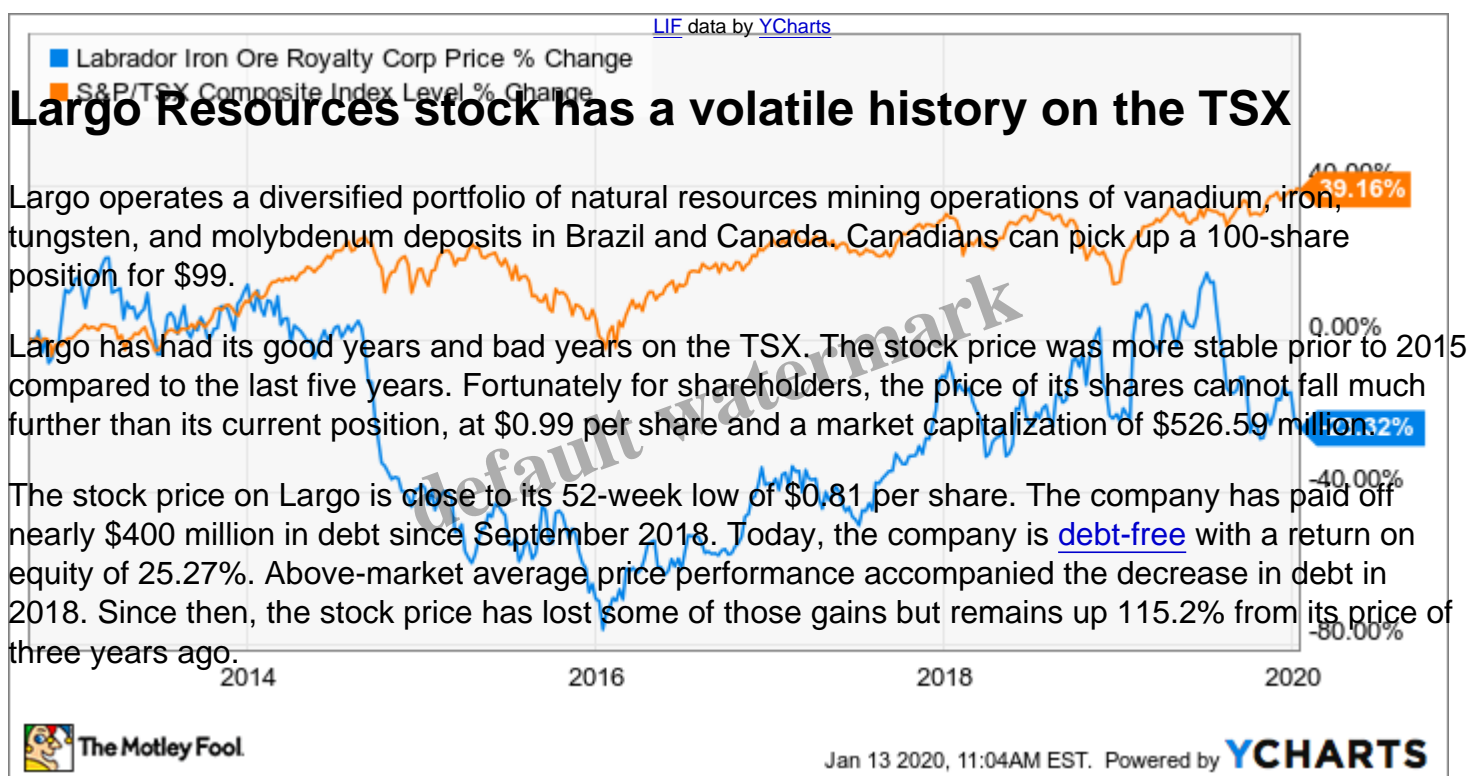 LIF data by YCharts
Labrador Iron Ore Royalty Corp Price % Change
S&P/TSX Composite Index Level % Change
Largo Resources stock has a volatile history on the TSX
40.00%
39.16%
Largo operates a diversified portfolio of natural resources mining operations of vanadium, iron,
tungsten, and molybdenum deposits in Brazil and Canada. Canadians can pick up a 100-share
position for $99.
0.00%
Largo has had its good years and bad years on the TSX. The stock price was more stable prior to 2015
compared to the last five years. Fortunately for shareholders, the price of its shares cannot fall much
further than its current position, at $0.99 per share and a market capitalization of $526.59 million.
default watermark
-40.00%
The stock price on Largo is close to its 52-week low of $0.81 per share. The company has paid off
nearly $400 million in debt since September 2018. Today, the company is debt-free with a return on
equity of 25.27%. Above-market average price performance accompanied the decrease in debt in
2018. Since then, the stock price has lost some of those gains but remains up 115.2% from its price of
three years ago.
-80.00%
2014 2016 2018 2020
The Motley Fool
Jan 13 2020, 11:04AM EST. Powered by YCHARTS